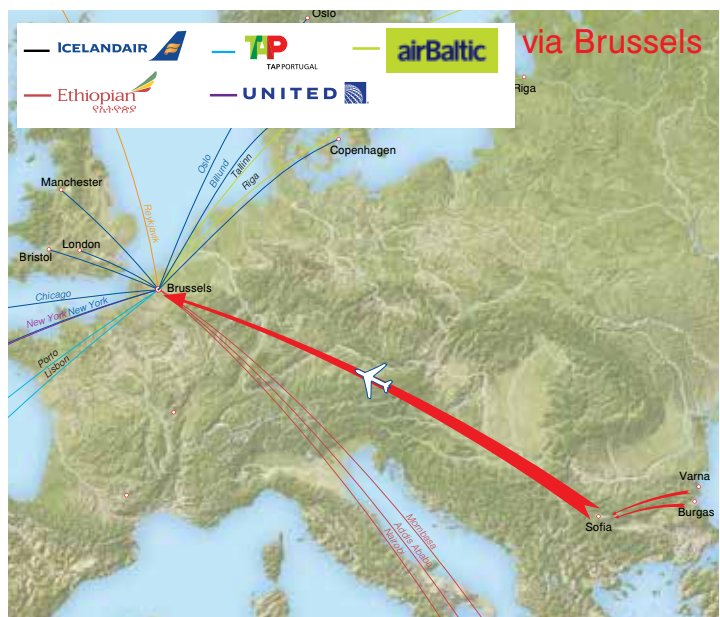 Oslo
ICELANDAIR
TAP
TAP PORTUGAL
airBaltic
via Brussels
Ethiopian
የኢትዮጵያ
UNITED
Riga
Copenhagen
Oslo
Billund
Tallinn
Riga
Manchester
Reykjavik
London
Bristol
Brussels
Chicago
New York
New York
Porto
Lisbon
Varna
Burgas
Sofia
Mombasa
Addis Ababa
Nairobi